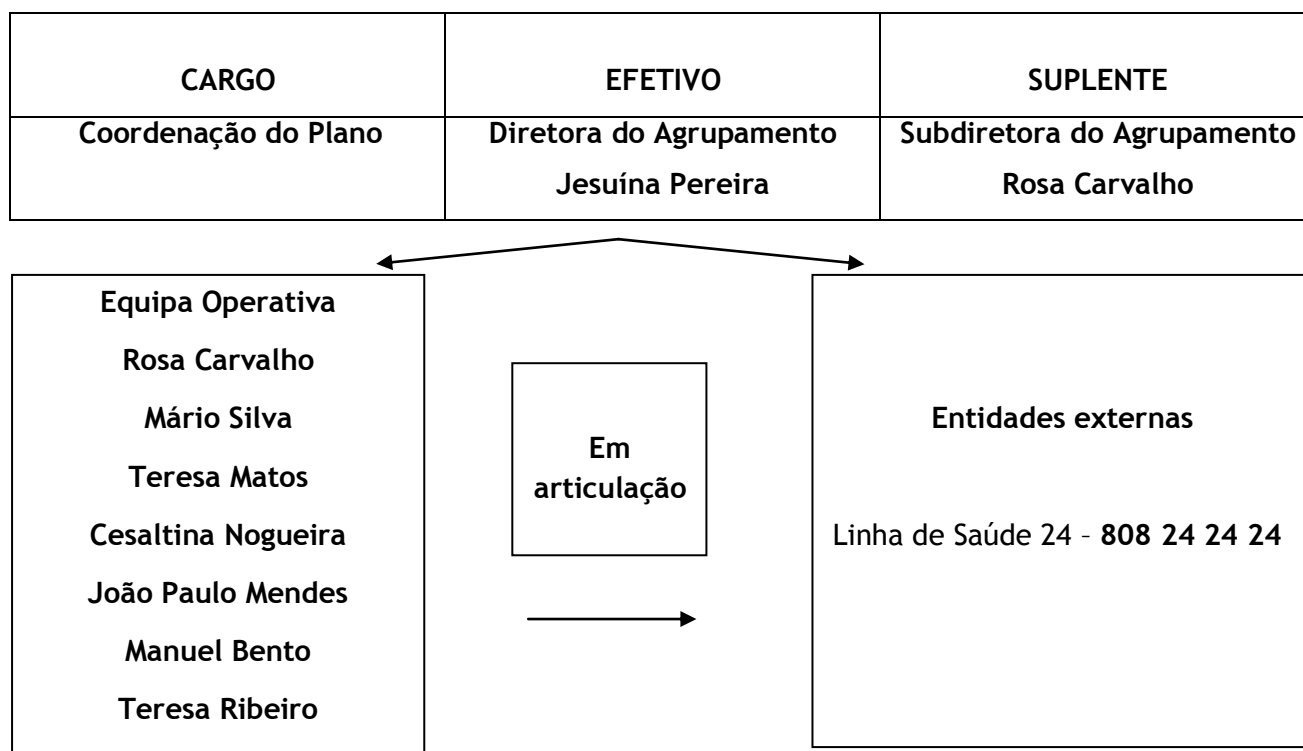 CARGO
EFETIVO
SUPLENTE
Coordenação do Plano
Diretora do Agrupamento
Jesuína Pereira
Subdiretora do Agrupamento
Rosa Carvalho
Equipa Operativa
Rosa Carvalho
Mário Silva
Teresa Matos
Cesaltina Nogueira
João Paulo Mendes
Manuel Bento
Teresa Ribeiro
Em
articulação
Entidades externas
Linha de Saúde 24 – 808 24 24 24